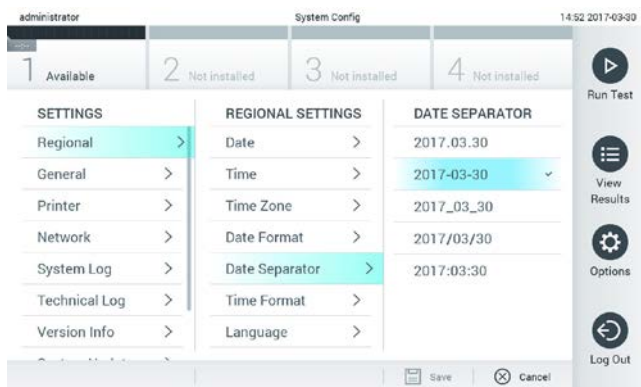 administrator System Config 14:52 2017-03-30
1 Available 2 Not installed 3 Not installed 4 Not installed
Run Test
SETTINGS
Regional
General
Printer
Network
System Log
Technical Log
Version Info
REGIONAL SETTINGS
Date
Time
Time Zone
Date Format
Date Separator
Time Format
Language
DATE SEPARATOR
2017.03.30
2017-03-30
2017_03_30
2017/03/30
2017:03:30
View
Results
Options
Log Out
Save Cancel